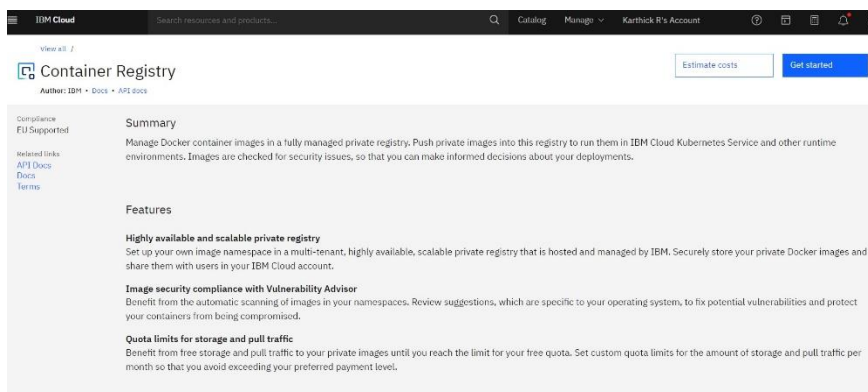 IBM Cloud
Search resources and products...
Catalog
Manage
Karthick R's Account
View all /
Container Registry
Estimate costs
Get started
Author: IBM • Docs • API docs
Compliance
EU Supported
Related links
API Docs
Docs
Terms
Summary
Manage Docker container images in a fully managed private registry. Push private images into this registry to run them in IBM Cloud Kubernetes Service and other runtime
environments. Images are checked for security issues, so that you can make informed decisions about your deployments.
Features
Highly available and scalable private registry
Set up your own image namespace in a multi-tenant, highly available, scalable private registry that is hosted and managed by IBM. Securely store your private Docker images and
share them with users in your IBM Cloud account.
Image security compliance with Vulnerability Advisor
Benefit from the automatic scanning of images in your namespaces. Review suggestions, which are specific to your operating system, to fix potential vulnerabilities and protect
your containers from being compromised.
Quota limits for storage and pull traffic
Benefit from free storage and pull traffic to your private images until you reach the limit for your free quota. Set custom quota limits for the amount of storage and pull traffic per
month so that you avoid exceeding your preferred payment level.